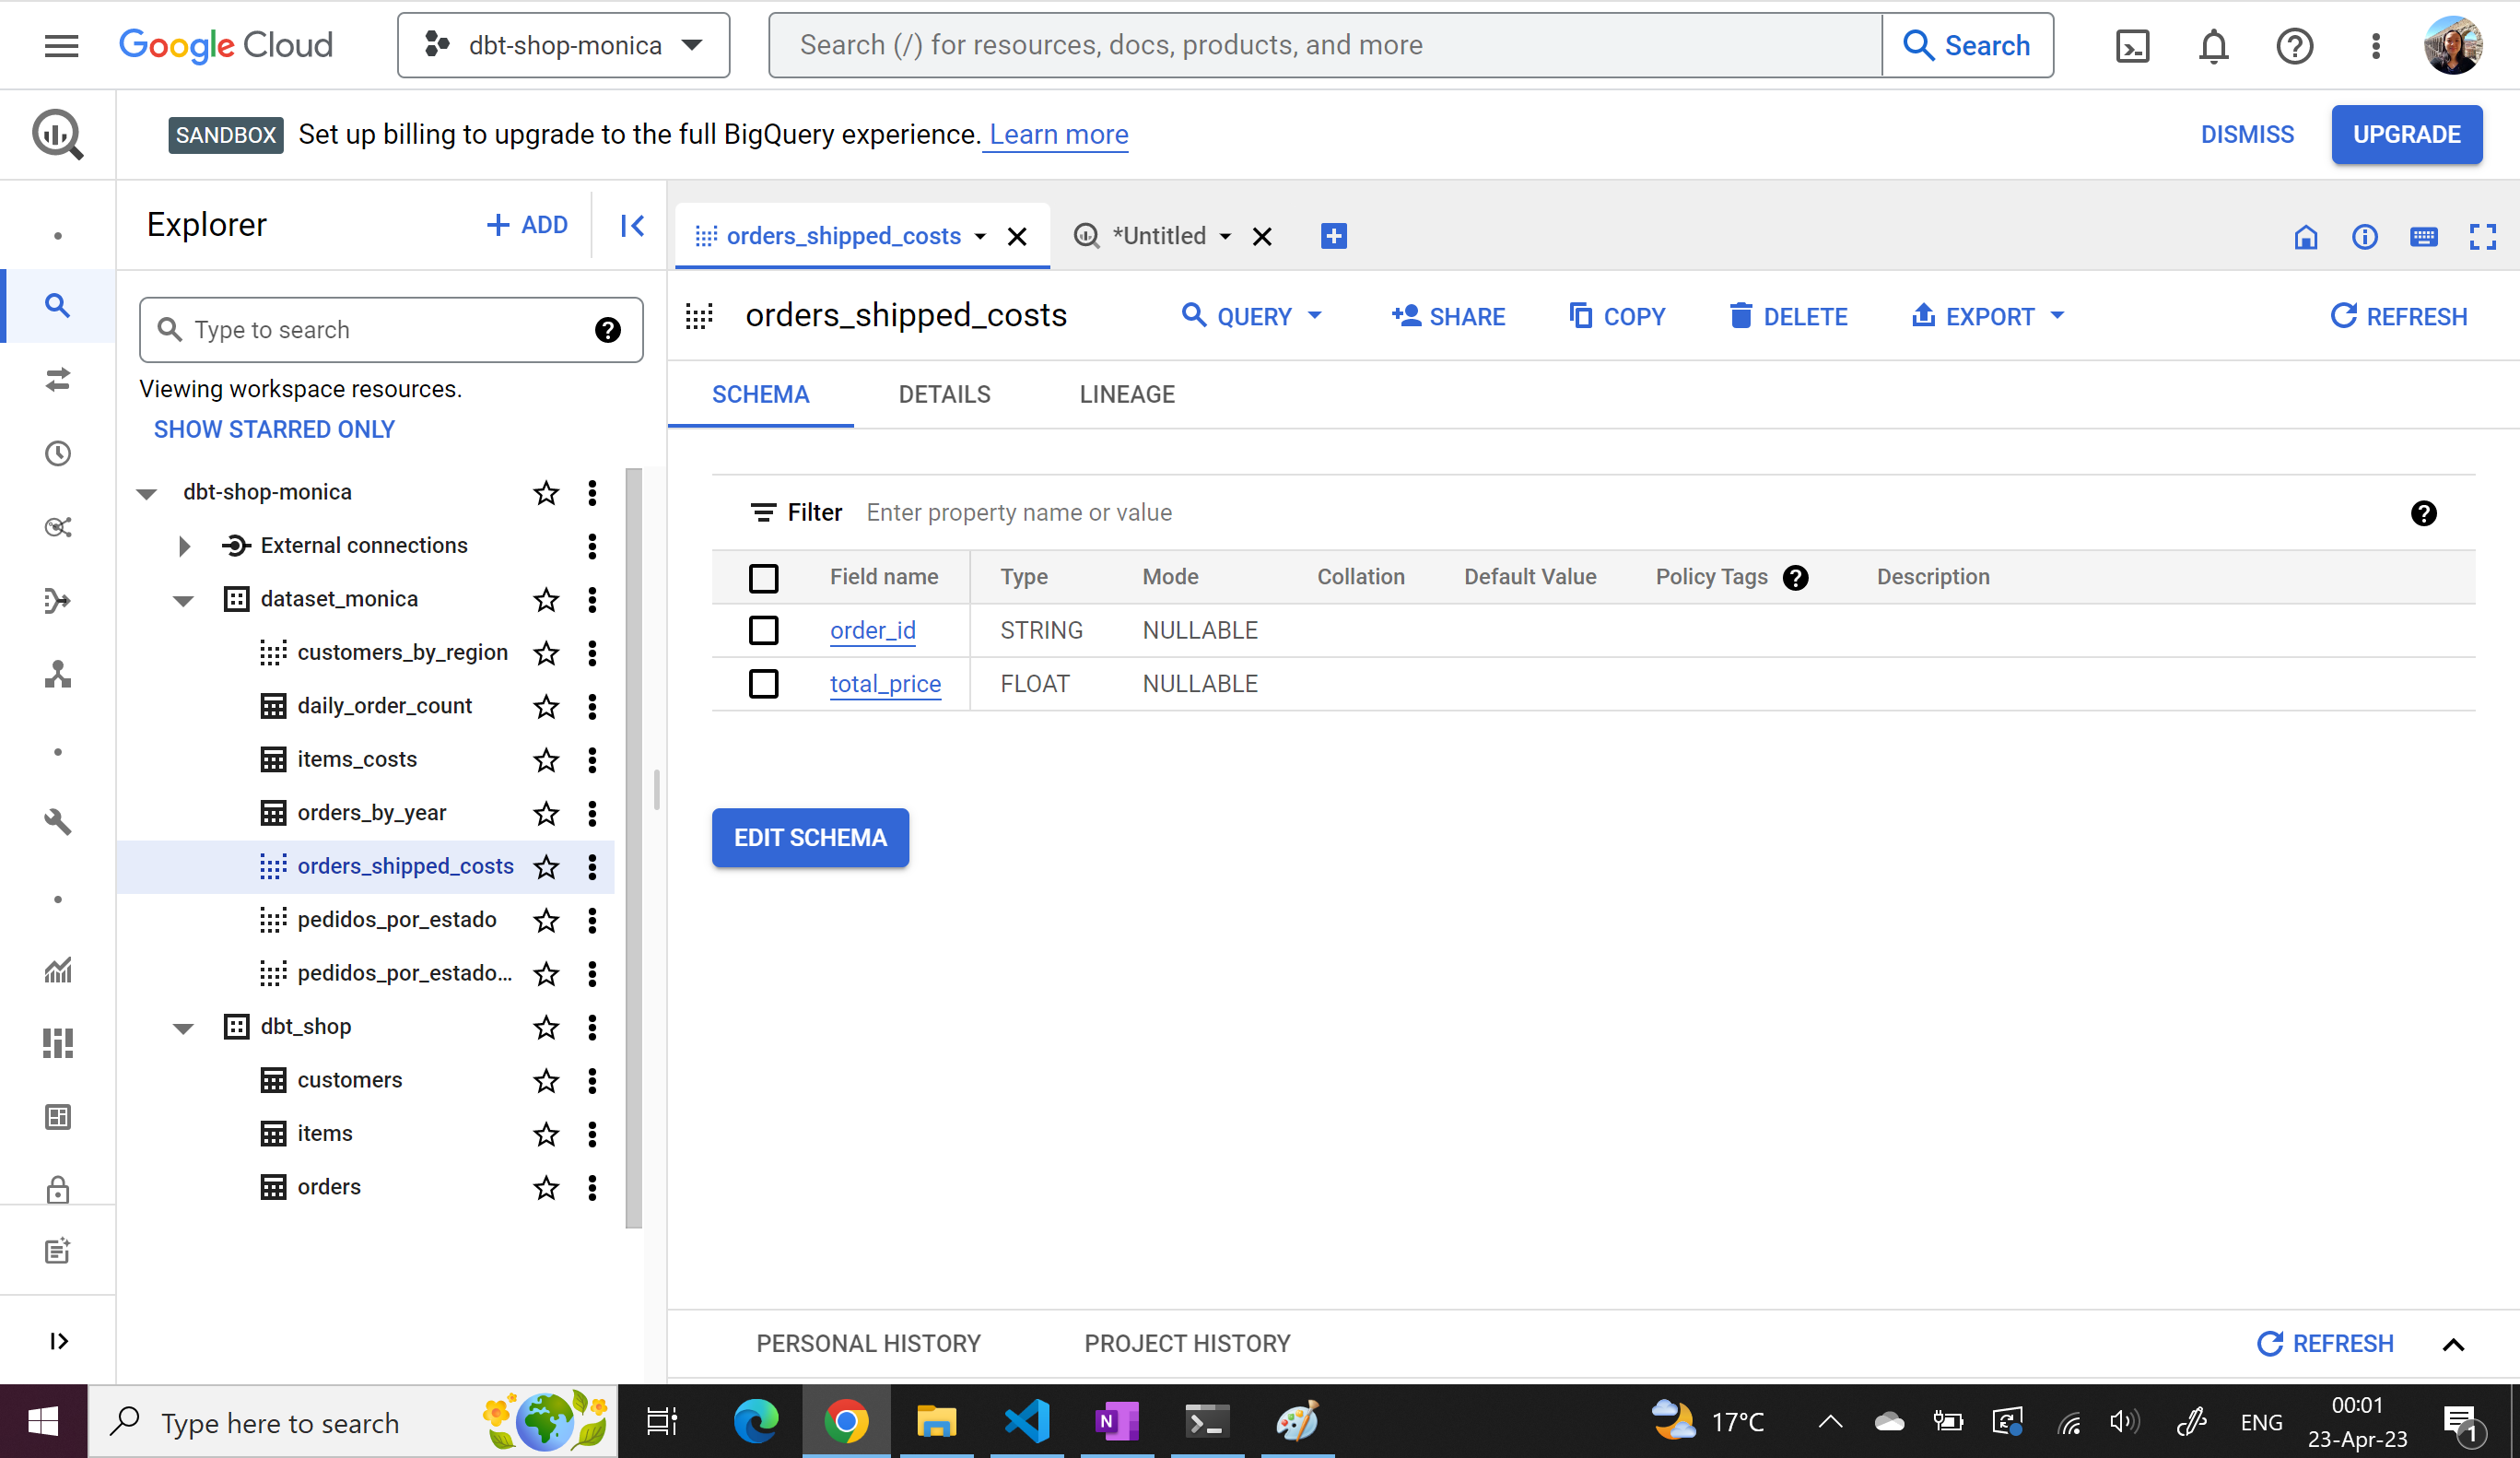 Google Cloud
dbt-shop-monica
Search (/) for resources, docs, products, and more
Search
SANDBOX Set up billing to upgrade to the full BigQuery experience. Learn more
DISMISS
UPGRADE
Explorer
+ ADD
orders_shipped_costs
*Untitled
Type to search
Viewing workspace resources.
SHOW STARRED ONLY
dbt-shop-monica
External connections
dataset_monica
customers_by_region
daily_order_count
items_costs
orders_by_year
orders_shipped_costs
pedidos_por_estado
pedidos_por_estado...
dbt_shop
customers
items
orders
orders_shipped_costs
QUERY
SHARE
COPY
DELETE
EXPORT
REFRESH
SCHEMA
DETAILS
LINEAGE
Filter Enter property name or value
Field name Type Mode Collation Default Value Policy Tags Description
order_id STRING NULLABLE
total_price FLOAT NULLABLE
EDIT SCHEMA
PERSONAL HISTORY
PROJECT HISTORY
REFRESH
Type here to search
N
17°C
ENG
00:01
23-Apr-23
1